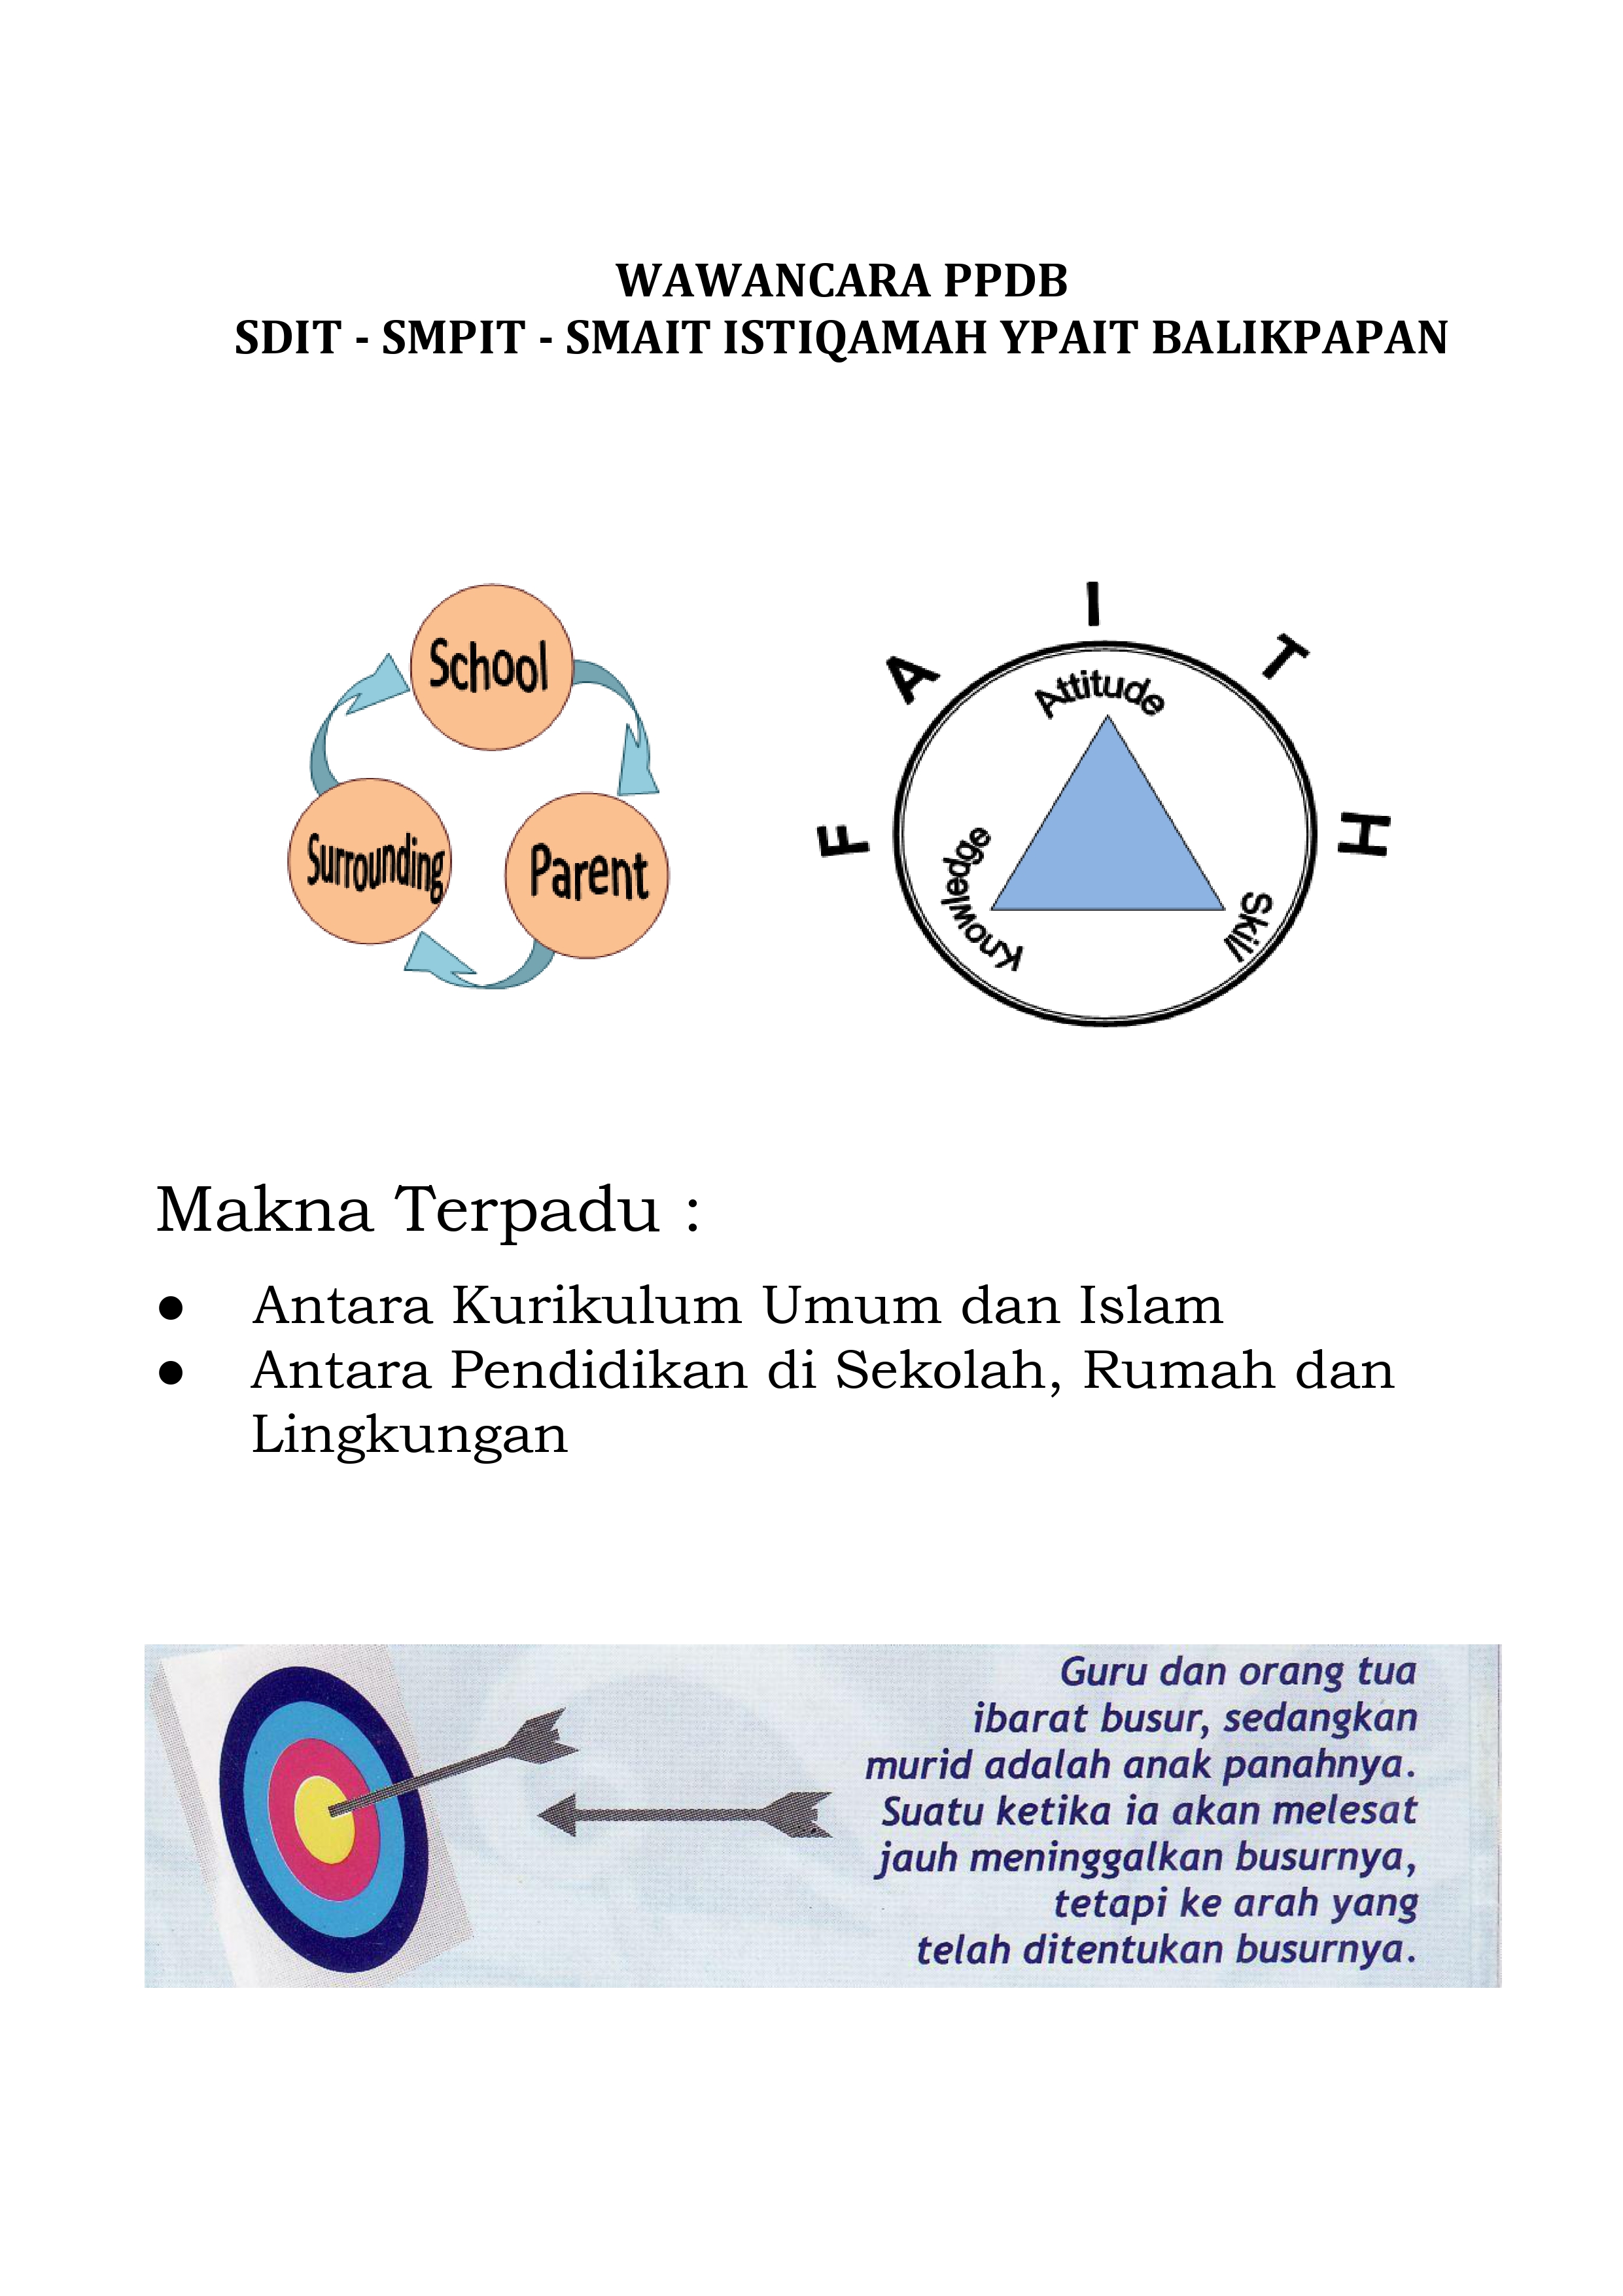 WAWANCARA PPDB
SDIT - SMPIT - SMAIT ISTIQAMAH YPAIT BALIKPAPAN
School
Surrounding
Parent
F A I T H
Attitude
Knowledge
Skill
Makna Terpadu :
● Antara Kurikulum Umum dan Islam
● Antara Pendidikan di Sekolah, Rumah dan
Lingkungan
Guru dan orang tua
ibarat busur, sedangkan
murid adalah anak panahnya.
Suatu ketika ia akan melesat
jauh meninggalkan busurnya,
tetapi ke arah yang
telah ditentukan busurnya.